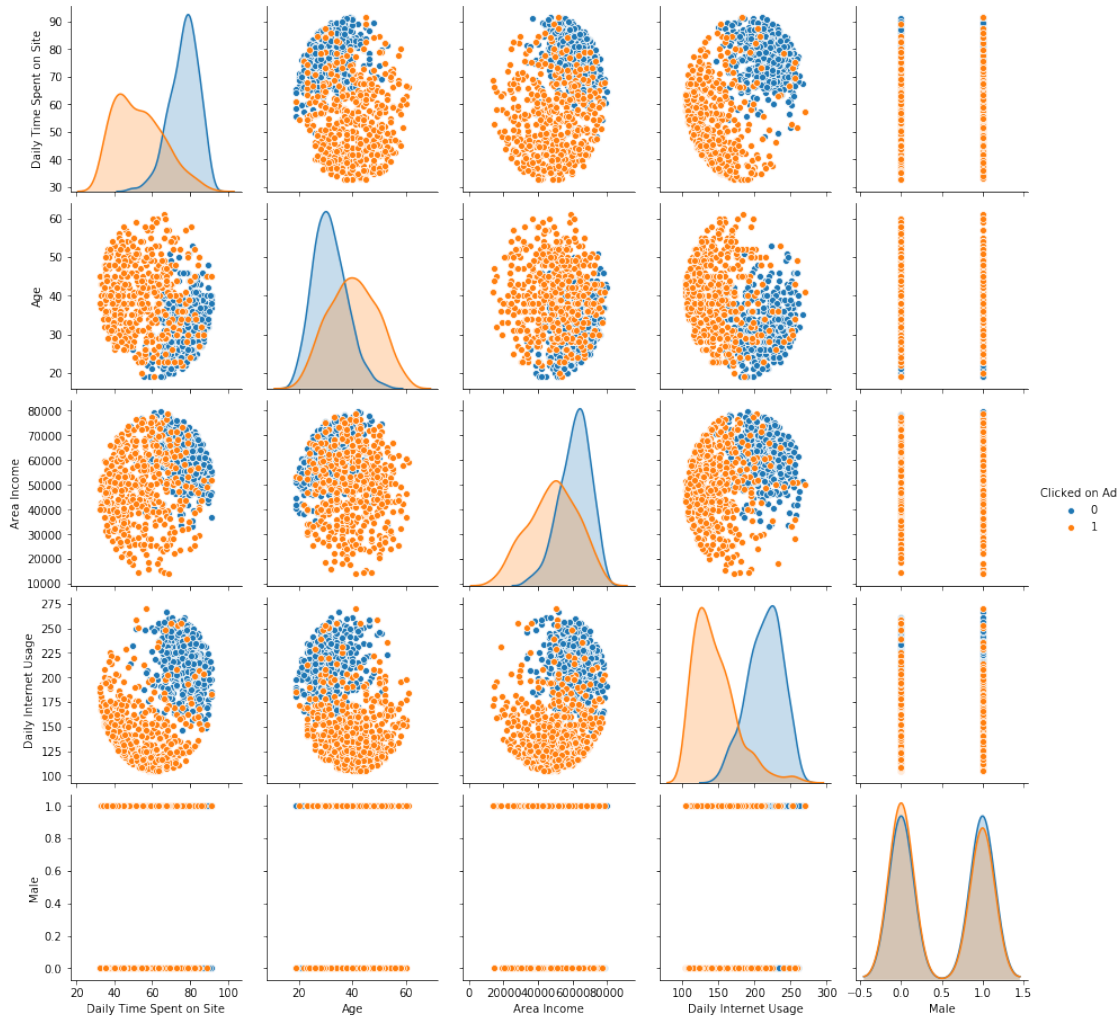 Daily Time Spent on Site
90
80
70
60
50
40
30
Age
60
50
40
30
20
Area Income
80000
70000
60000
50000
40000
30000
20000
10000
Clicked on Ad
0
1
Daily Internet Usage
275
250
225
200
175
150
125
100
Male
1.0
0.8
0.6
0.4
0.2
0.0
20 40 60 80 100
20 40 60
0 20000 40000 60000 80000
100 150 200 250 300
−0.5 0.0 0.5 1.0 1.5
Daily Time Spent on Site
Age
Area Income
Daily Internet Usage
Male